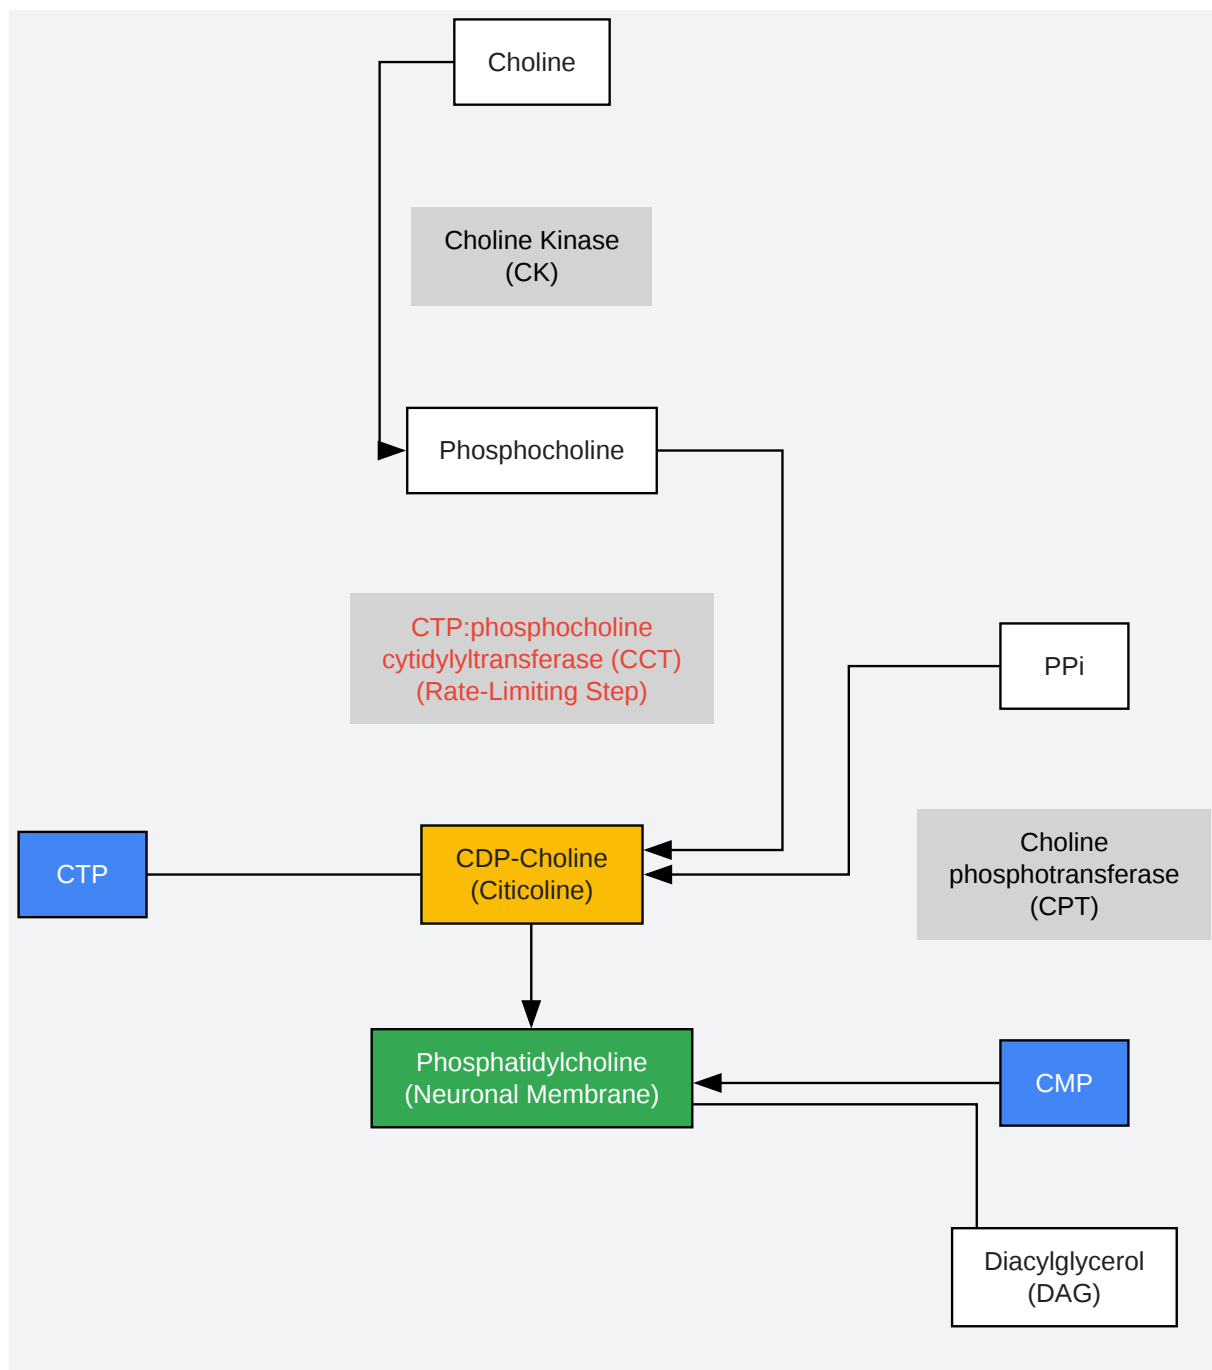 Choline
Choline Kinase
(CK)
Phosphocholine
CTP:phosphocholine
cytidylyltransferase (CCT)
(Rate-Limiting Step)
PPi
Choline
phosphotransferase
(CPT)
CTP
CDP-Choline
(Citicoline)
Phosphatidylcholine
(Neuronal Membrane)
CMP
Diacylglycerol
(DAG)